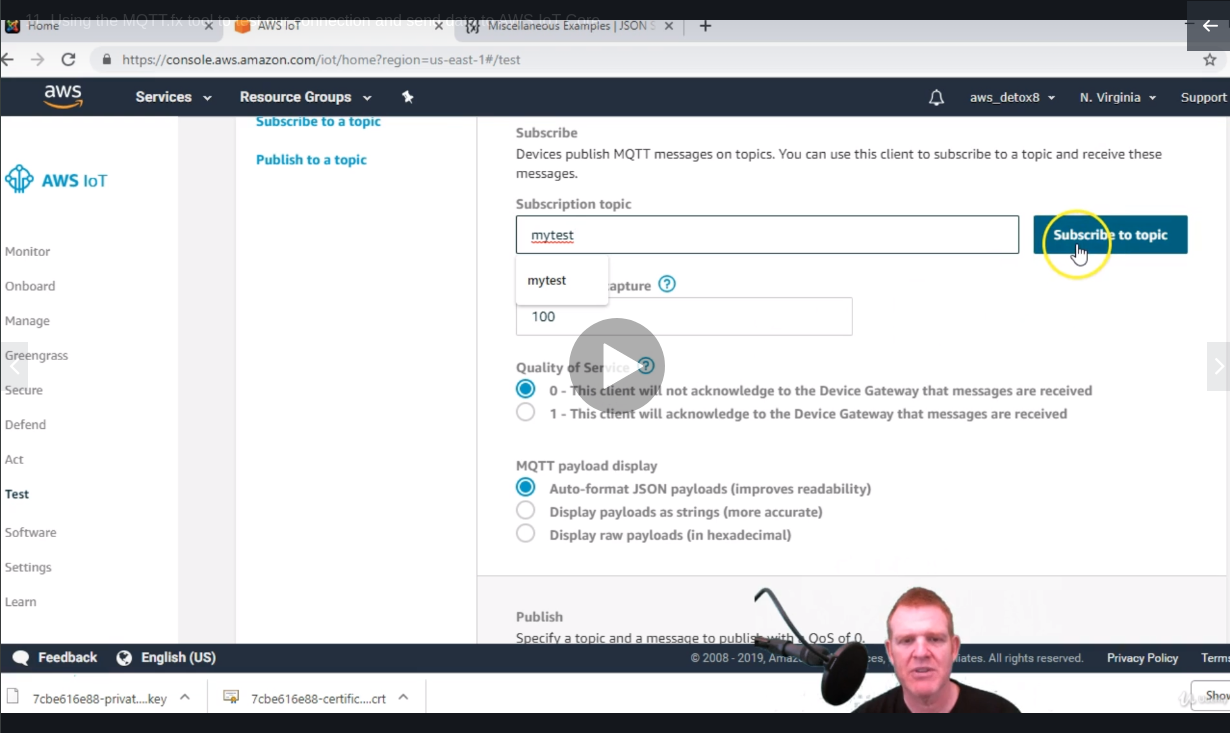 11. Using the MQTT.fx tool to test our connection and send data to AWS IoT Core
Home
AWS IoT
Miscellaneous Examples | JSON S
https://console.aws.amazon.com/iot/home?region=us-east-1#/test
aws
Services
Resource Groups
aws_detox8
N. Virginia
Support
AWS IoT
Monitor
Onboard
Manage
Greengrass
Secure
Defend
Act
Test
Software
Settings
Learn
Subscribe to a topic
Publish to a topic
Subscribe
Devices publish MQTT messages on topics. You can use this client to subscribe to a topic and receive these
messages.
Subscription topic
mytest
Subscribe to topic
mytest
apture
100
Quality of Service
0 - This client will not acknowledge to the Device Gateway that messages are received
1 - This client will acknowledge to the Device Gateway that messages are received
MQTT payload display
Auto-format JSON payloads (improves readability)
Display payloads as strings (more accurate)
Display raw payloads (in hexadecimal)
Publish
Specify a topic and a message to publish with a QoS of 0.
Feedback
English (US)
© 2008 - 2019, Amaz ces, iliates. All rights reserved.
Privacy Policy
Terms
7cbe616e88-privat....key
7cbe616e88-certific....crt
Show